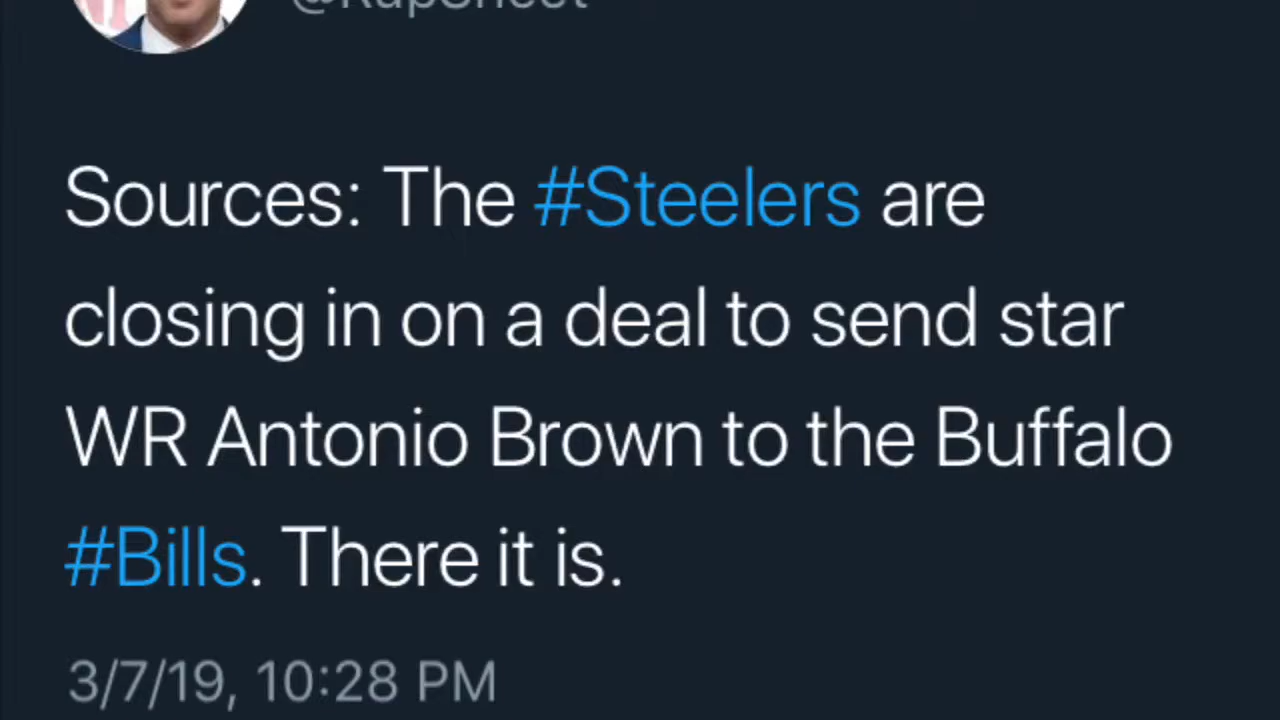 @RapSheet
Sources: The #Steelers are
closing in on a deal to send star
WR Antonio Brown to the Buffalo
#Bills. There it is.
3/7/19, 10:28 PM